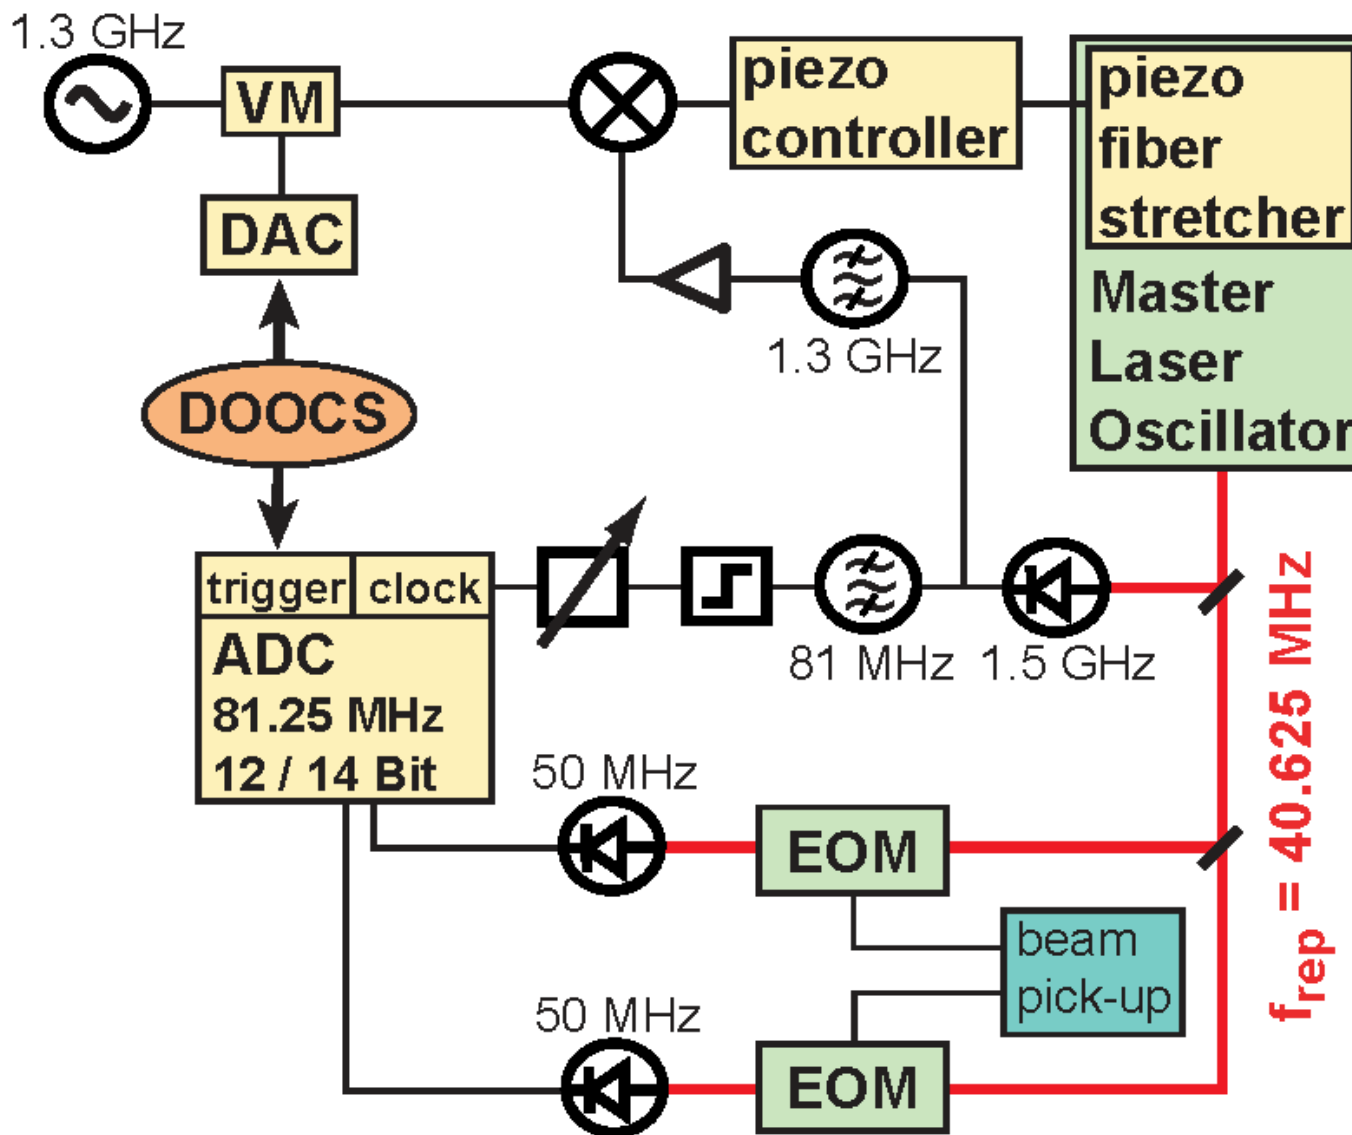 1.3 GHz
VM
piezo
controller
piezo
fiber
stretcher
DAC
Master
Laser
Oscillator
1.3 GHz
DOOCS
trigger
clock
ADC
81.25 MHz
12 / 14 Bit
81 MHz
1.5 GHz
50 MHz
EOM
beam
pick-up
50 MHz
EOM
frep = 40.625 MHz